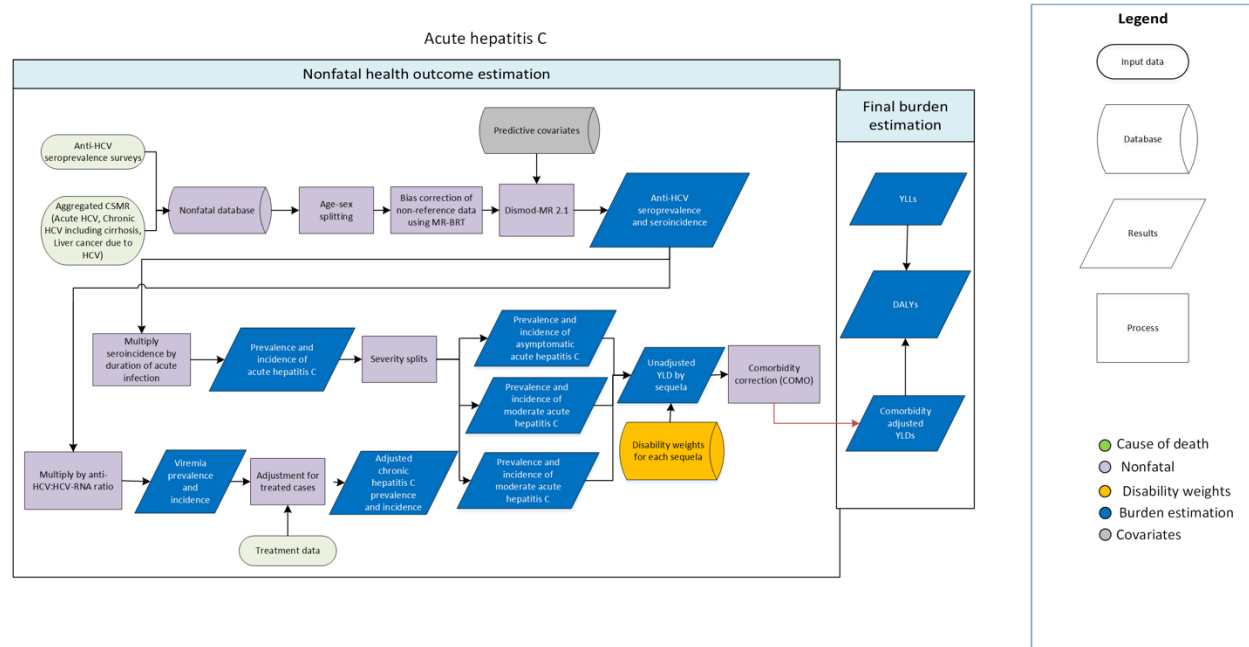 Acute hepatitis C
Nonfatal health outcome estimation
Anti-HCV
seroprevalence surveys
Aggregated CSMR
(Acute HCV, Chronic
HCV including cirrhosis,
Liver cancer due to
HCV)
Nonfatal database
Age-sex
splitting
Bias correction of
non-reference data
using MR-BRT
Predictive covariates
Dismod-MR 2.1
Anti-HCV
seroprevalence
and seroincidence
Multiply
seroincidence by
duration of acute
infection
Prevalence and
incidence of
acute hepatitis C
Severity splits
Prevalence and
incidence of
asymptomatic
acute hepatitis C
Prevalence and
incidence of
moderate acute
hepatitis C
Prevalence and
incidence of
moderate acute
hepatitis C
Unadjusted
YLD by
sequela
Disability weights
for each sequela
Comorbidity
correction (COMO)
Multiply by anti-
HCV:HCV-RNA ratio
Viremia
prevalence
and
incidence
Adjustment for
treated cases
Treatment data
Adjusted
chronic
hepatitis C
prevalence
and incidence
Final burden
estimation
YLLs
DALYs
Comorbidity
adjusted
YLDs
Legend
Input data
Database
Results
Process
Cause of death
Nonfatal
Disability weights
Burden estimation
Covariates